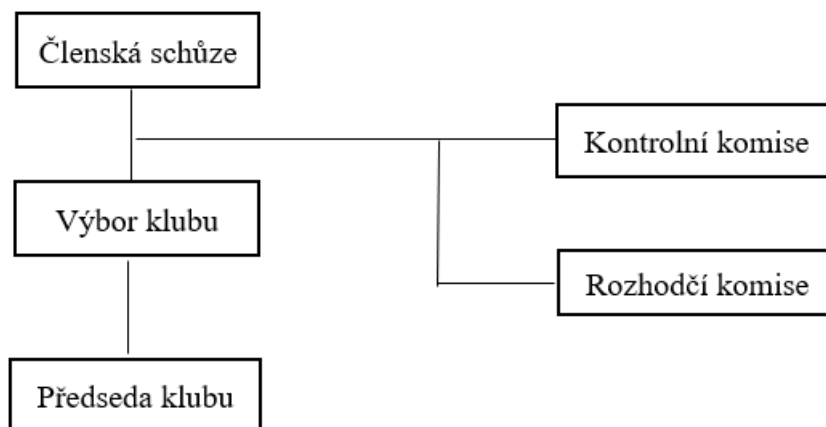 Členská schůze
Kontrolní komise
Výbor klubu
Rozhodčí komise
Předseda klubu